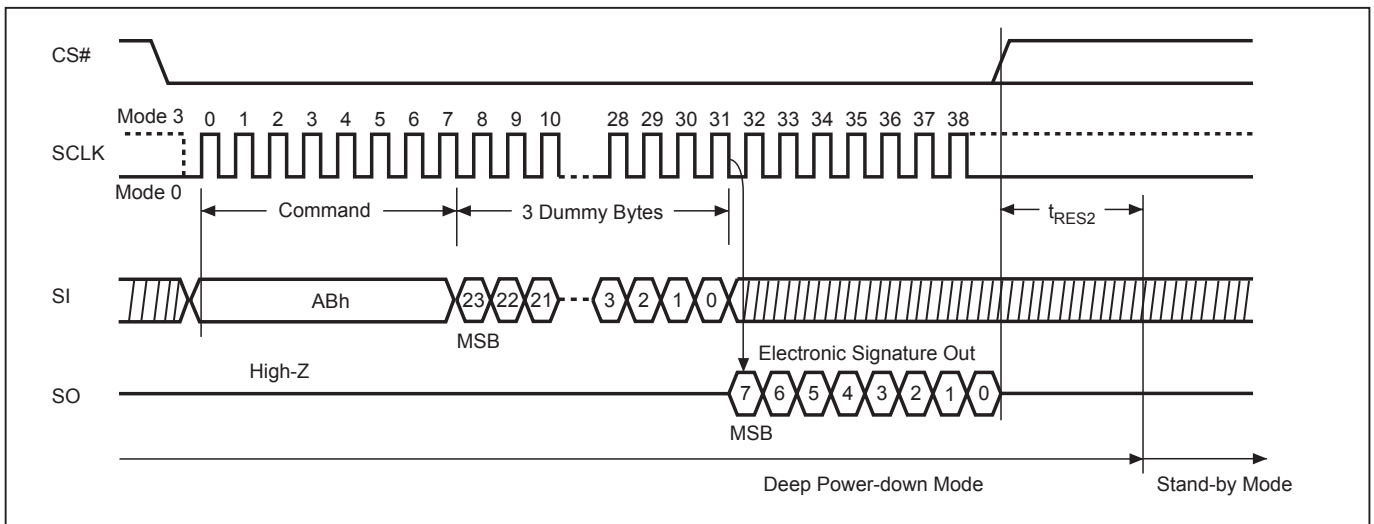 CS#
Mode 3 0 1 2 3 4 5 6 7 8 9 10 28 29 30 31 32 33 34 35 36 37 38
SCLK
Mode 0
Command 3 Dummy Bytes tRES2
SI ABh 23 22 21 3 2 1 0
MSB
High-Z Electronic Signature Out
SO 7 6 5 4 3 2 1 0
MSB
Deep Power-down Mode Stand-by Mode